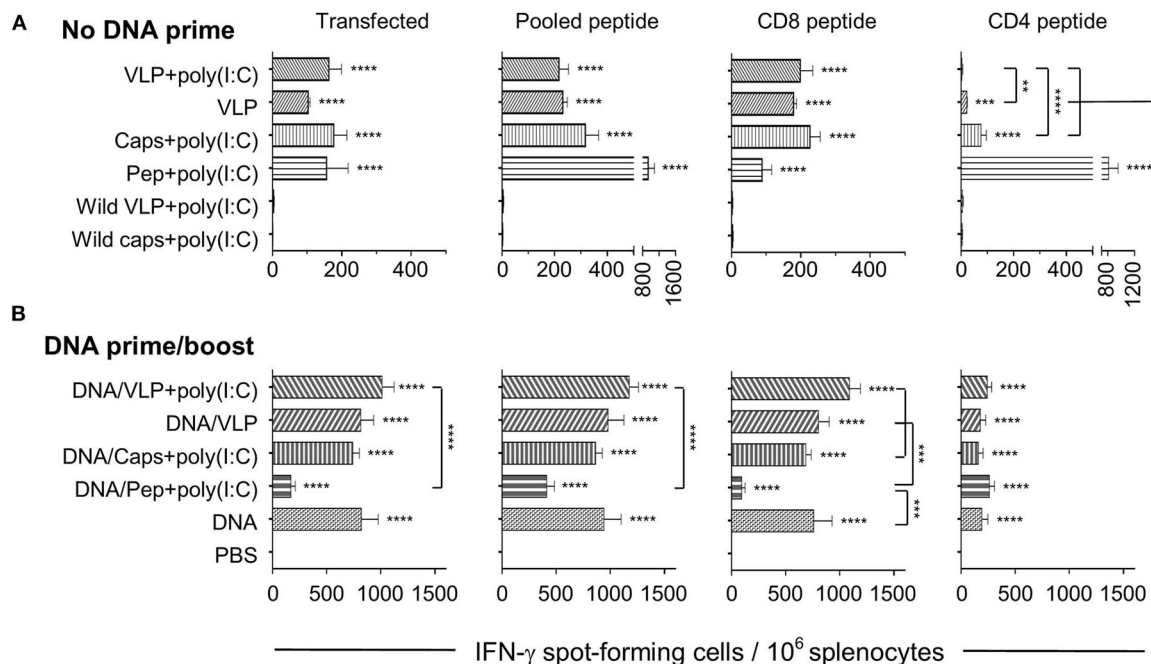 A
No DNA prime
Transfected
Pooled peptide
CD8 peptide
CD4 peptide
VLP+poly(I:C)
VLP
Caps+poly(I:C)
Pep+poly(I:C)
Wild VLP+poly(I:C)
Wild caps+poly(I:C)
**** **** **** ****
**** **** **** ****
**** **** ****
*** ** ****
**** **** **** ****
0 200 400
0 200 400 600 800 1600
0 200 400
0 200 400 600 800 1200
B
DNA prime/boost
DNA/VLP+poly(I:C)
DNA/VLP
DNA/Caps+poly(I:C)
DNA/Pep+poly(I:C)
DNA
PBS
**** **** **** ****
**** **** **** ****
**** **** **** ****
**** **** **** ****
**** **** **** ****
**** **** *** ***
0 500 1000 1500
0 500 1000 1500
0 500 1000 1500
0 500 1000 1500
IFN-γ spot-forming cells / 10⁶ splenocytes